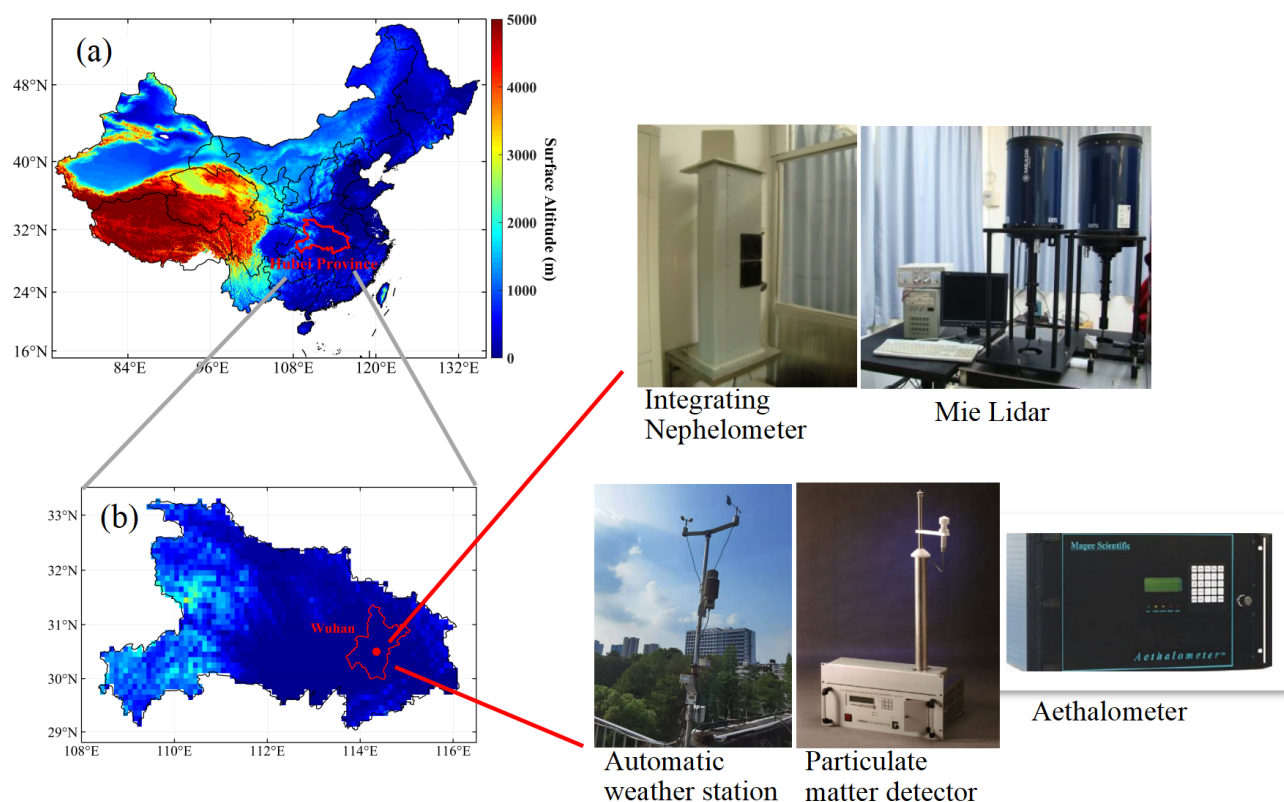 (a)
48°N
40°N
32°N
24°N
16°N
84°E
96°E
108°E
120°E
132°E
Hubei Province
5000
4000
3000
2000
1000
0
Surface Altitude (m)
MEADE
Integrating
Nephelometer
Mie Lidar
(b)
33°N
32°N
31°N
30°N
29°N
108°E
110°E
112°E
114°E
116°E
Wuhan
Automatic
weather station
Particulate
matter detector
Magee Scientific
Aethalometer™
Aethalometer